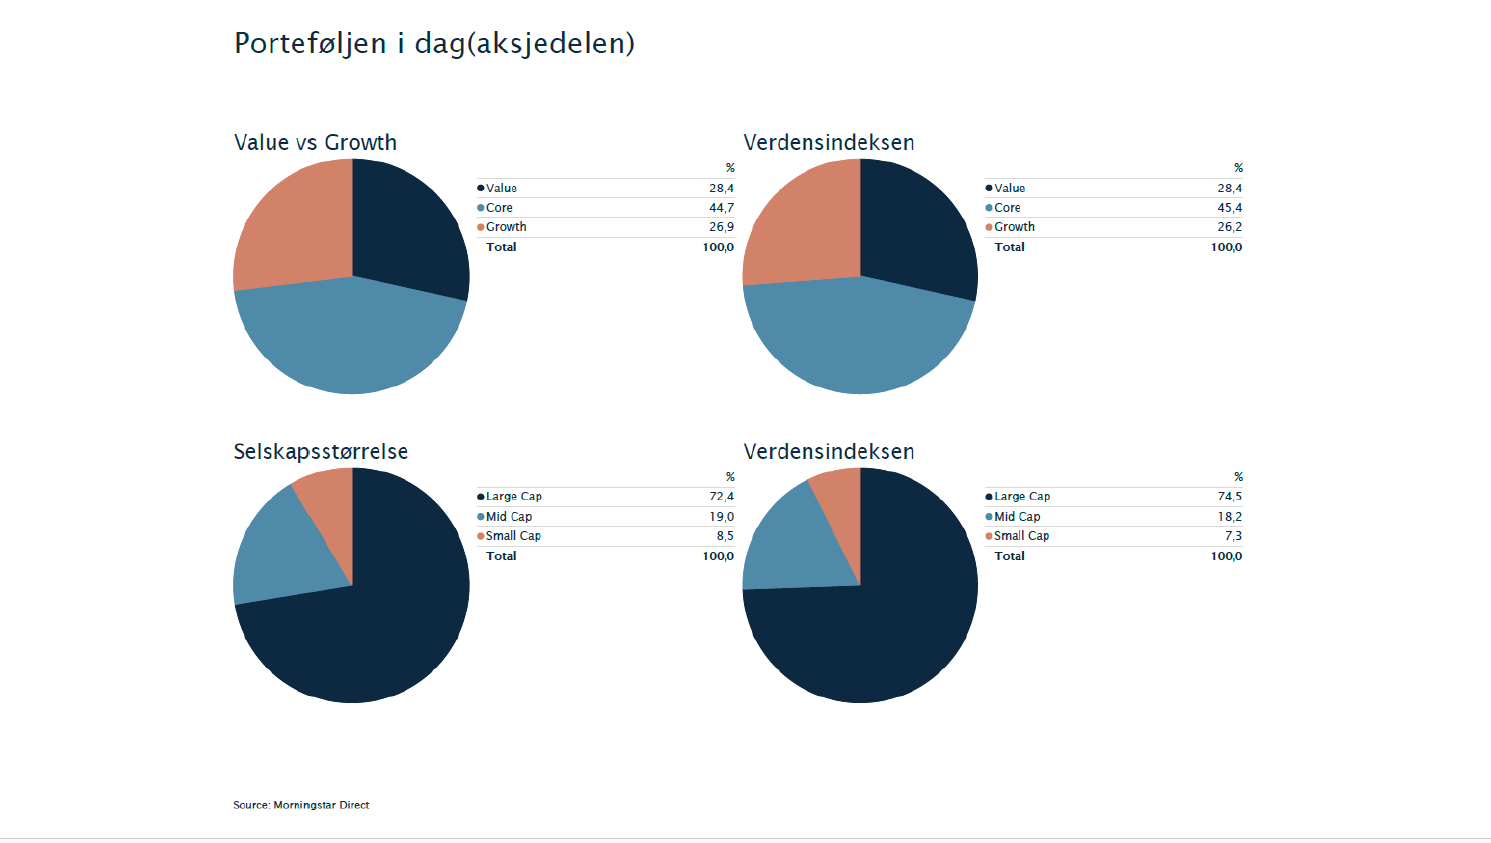 Porteføljen i dag(aksjedelen)
Value vs Growth
%
Value 28,4
Core 44,7
Growth 26,9
Total 100,0
Verdensindeksen
%
Value 28,4
Core 45,4
Growth 26,2
Total 100,0
Selskapsstørrelse
%
Large Cap 72,4
Mid Cap 19,0
Small Cap 8,5
Total 100,0
Verdensindeksen
%
Large Cap 74,5
Mid Cap 18,2
Small Cap 7,3
Total 100,0
Source: Morningstar Direct